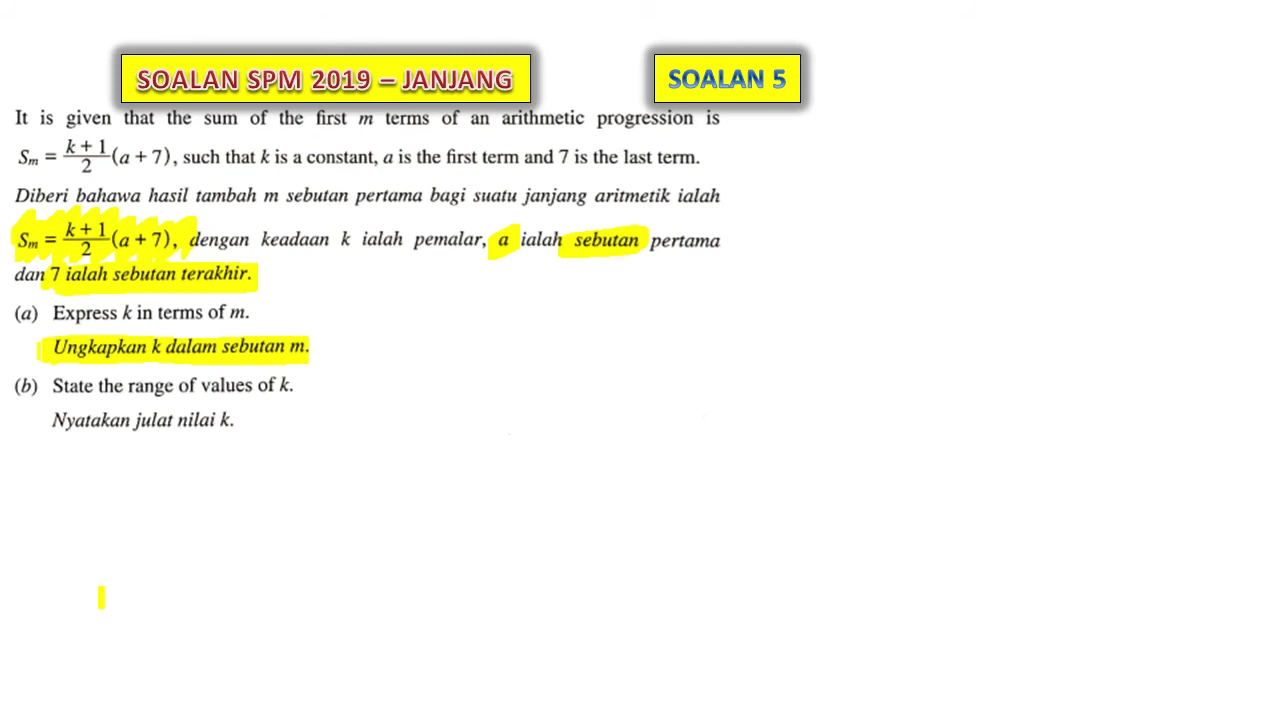 SOALAN SPM 2019 – JANJANG
SOALAN 5
It is given that the sum of the first m terms of an arithmetic progression is
Sₘ = (k + 1)/2 (a + 7), such that k is a constant, a is the first term and 7 is the last term.
Diberi bahawa hasil tambah m sebutan pertama bagi suatu janjang aritmetik ialah
Sₘ = (k + 1)/2 (a + 7), dengan keadaan k ialah pemalar, a ialah sebutan pertama
dan 7 ialah sebutan terakhir.
(a) Express k in terms of m.
Ungkapkan k dalam sebutan m.
(b) State the range of values of k.
Nyatakan julat nilai k.